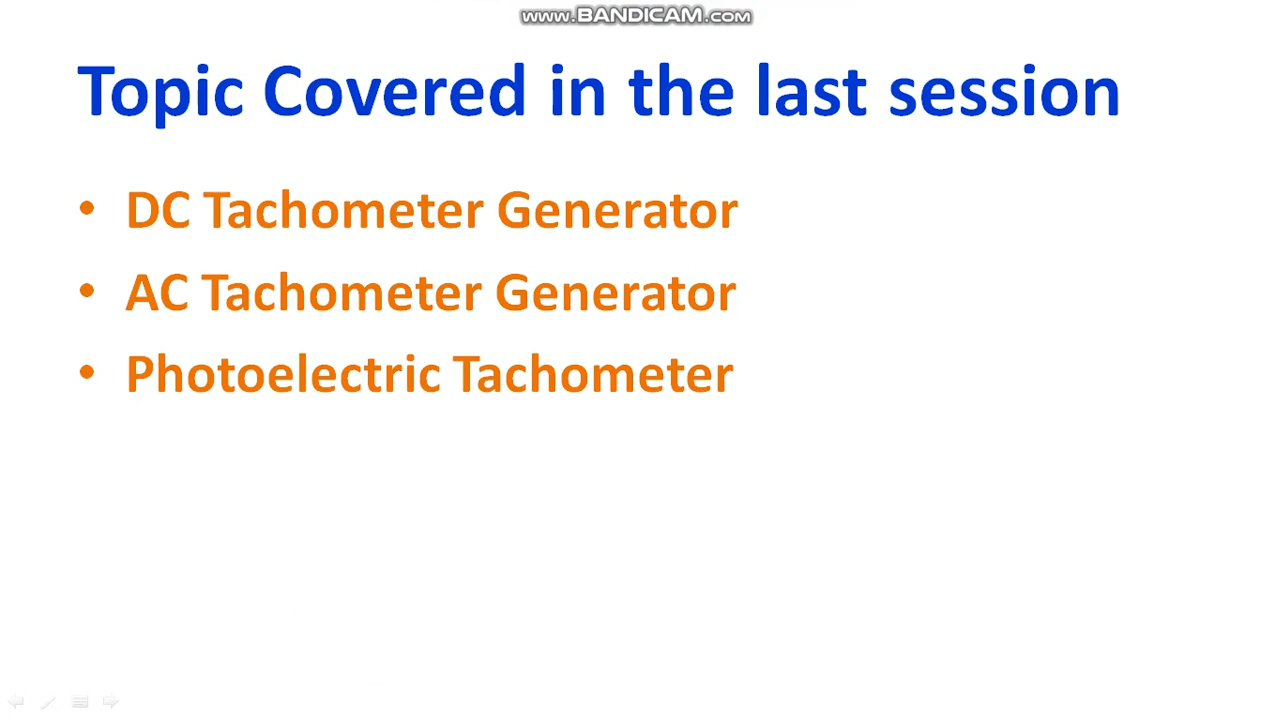 www.BANDICAM.com
Topic Covered in the last session
• DC Tachometer Generator
• AC Tachometer Generator
• Photoelectric Tachometer